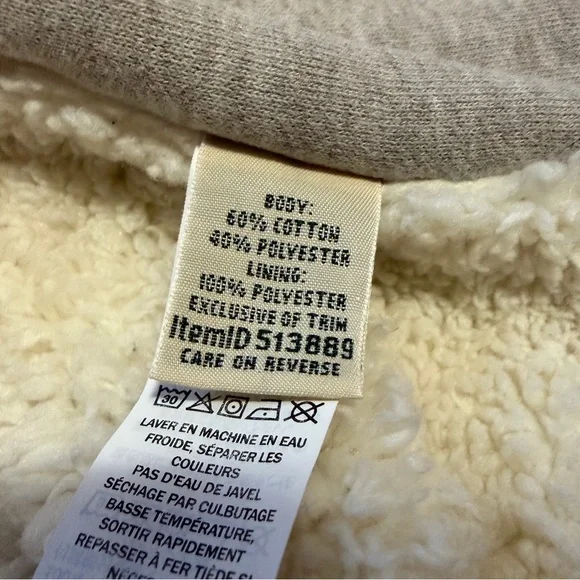 BODY:
60% COTTON
40% POLYESTER
LINING:
100% POLYESTER
EXCLUSIVE OF TRIM
ItemID 513889
CARE ON REVERSE
30
LAVER EN MACHINE EN EAU
FROIDE, SÉPARER LES
COULEURS
PAS D'EAU DE JAVEL
SÉCHAGE PAR CULBUTAGE
BASSE TEMPÉRATURE,
SORTIR RAPIDEMENT
REPASSER À FER TIÈDE SI